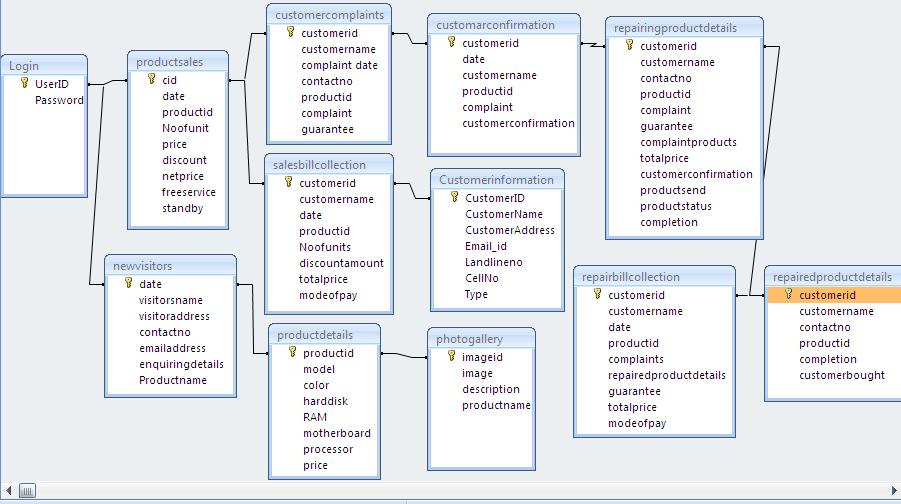 Login
UserID
Password
productsales
cid
date
productid
Noofunit
price
discount
netprice
freeservice
standby
customercomplaints
customerid
customername
complaint date
contactno
productid
complaint
guarantee
customarconfirmation
customerid
date
customername
productid
complaint
customerconfirmation
repairingproductdetails
customerid
customername
contactno
productid
complaint
guarantee
complaintproducts
totalprice
customerconfirmation
productsend
productstatus
completion
salesbillcollection
customerid
customername
date
productid
Noofunits
discountamount
totalprice
modeofpay
Customerinformation
CustomerID
CustomerName
CustomerAddress
Email_id
Landlineno
CellNo
Type
newvisitors
date
visitorsname
visitoraddress
contactno
emailaddress
enquiringdetails
Productname
productdetails
productid
model
color
harddisk
RAM
motherboard
processor
price
photogallery
imageid
image
description
productname
repairbillcollection
customerid
customername
date
productid
complaints
repairedproductdetails
guarantee
totalprice
modeofpay
repairedproductdetails
customerid
customername
contactno
productid
completion
customerbought